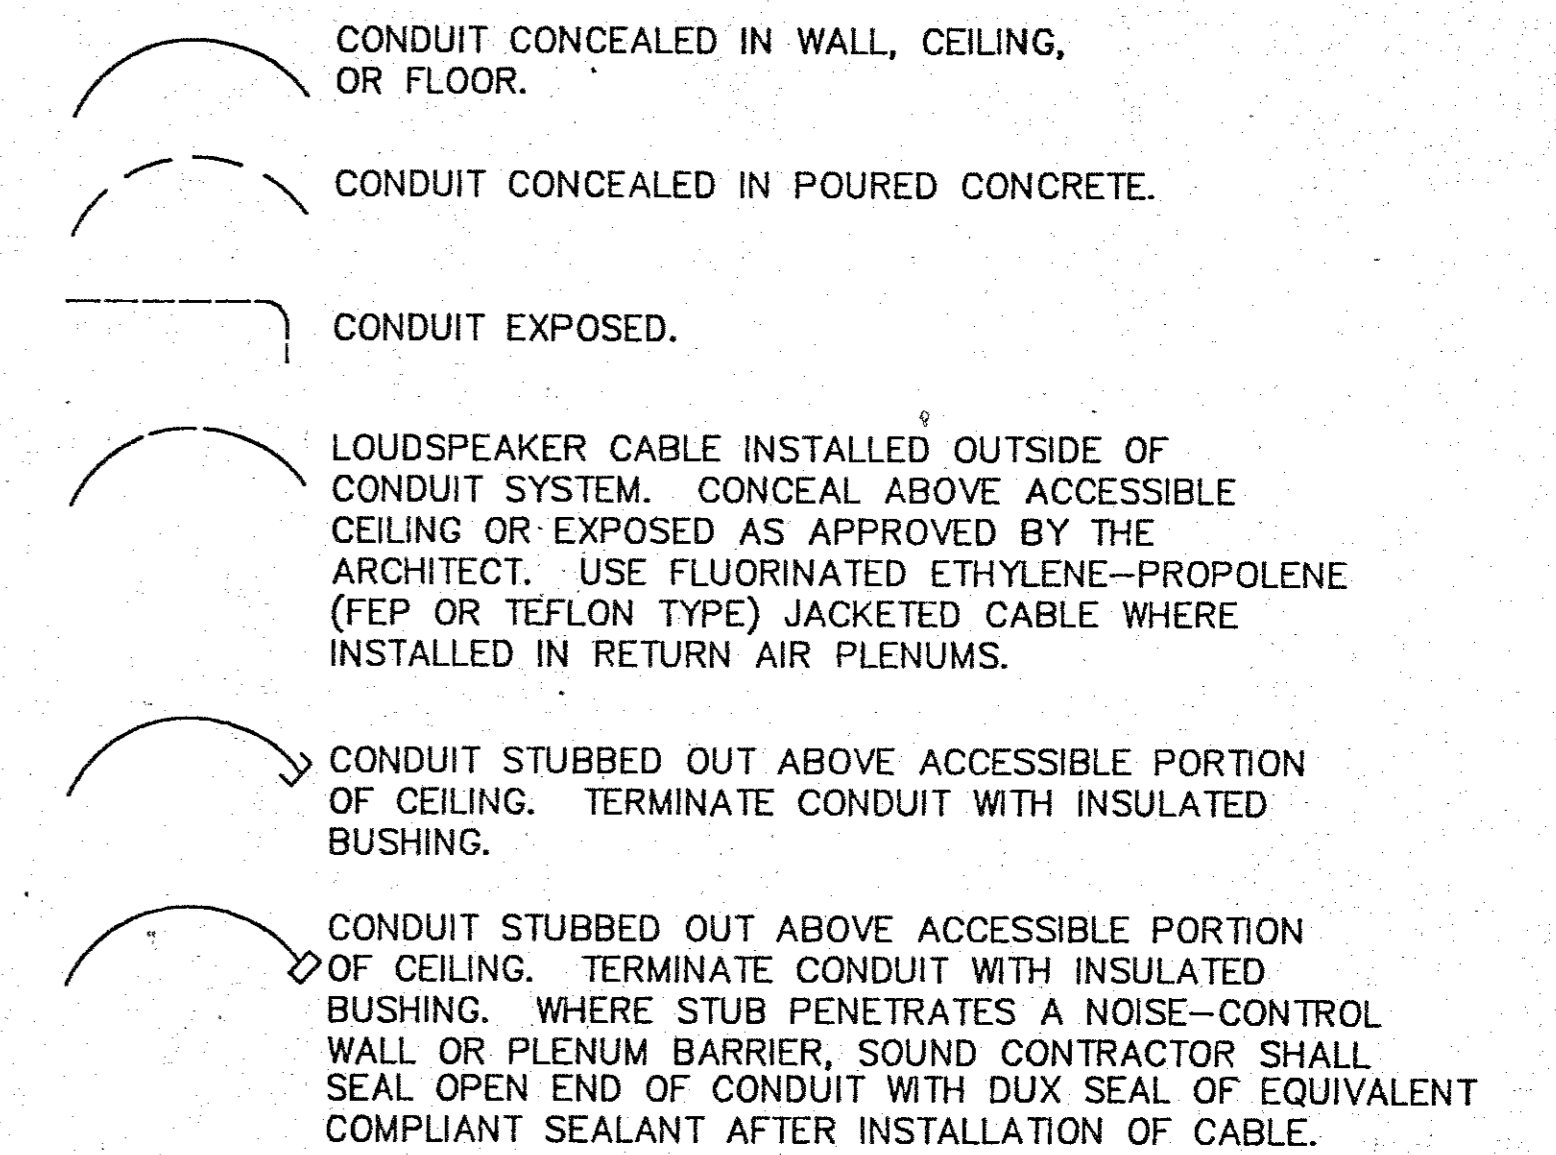 CONDUIT CONCEALED IN WALL, CEILING,
OR FLOOR.
CONDUIT CONCEALED IN POURED CONCRETE.
CONDUIT EXPOSED.
LOUDSPEAKER CABLE INSTALLED OUTSIDE OF
CONDUIT SYSTEM. CONCEAL ABOVE ACCESSIBLE
CEILING OR EXPOSED AS APPROVED BY THE
ARCHITECT. USE FLUORINATED ETHYLENE-PROPOLENE
(FEP OR TEFLON TYPE) JACKETED CABLE WHERE
INSTALLED IN RETURN AIR PLENUMS.
CONDUIT STUBBED OUT ABOVE ACCESSIBLE PORTION
OF CEILING. TERMINATE CONDUIT WITH INSULATED
BUSHING.
CONDUIT STUBBED OUT ABOVE ACCESSIBLE PORTION
OF CEILING. TERMINATE CONDUIT WITH INSULATED
BUSHING. WHERE STUB PENETRATES A NOISE-CONTROL
WALL OR PLENUM BARRIER, SOUND CONTRACTOR SHALL
SEAL OPEN END OF CONDUIT WITH DUX SEAL OF EQUIVALENT
COMPLIANT SEALANT AFTER INSTALLATION OF CABLE.